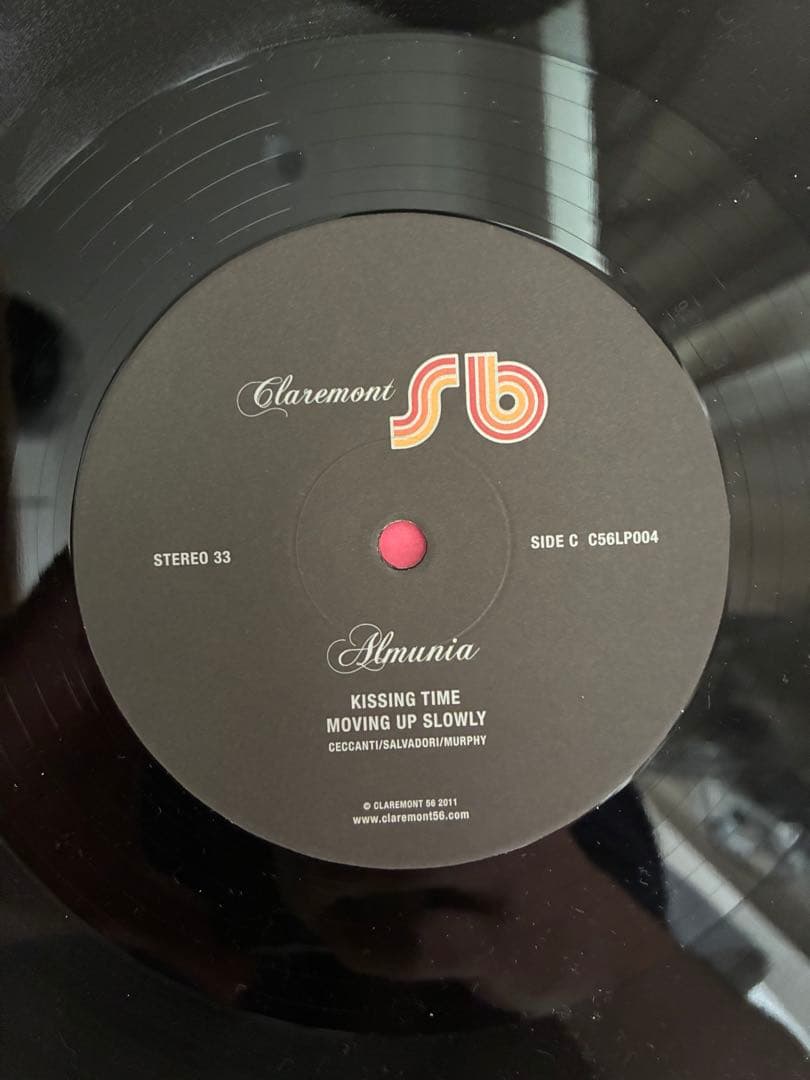 Claremont 56
STEREO 33
SIDE C C56LP004
Almunia
KISSING TIME
MOVING UP SLOWLY
CECCANTI/SALVADORI/MURPHY
© CLAREMONT 56 2011
www.claremont56.com